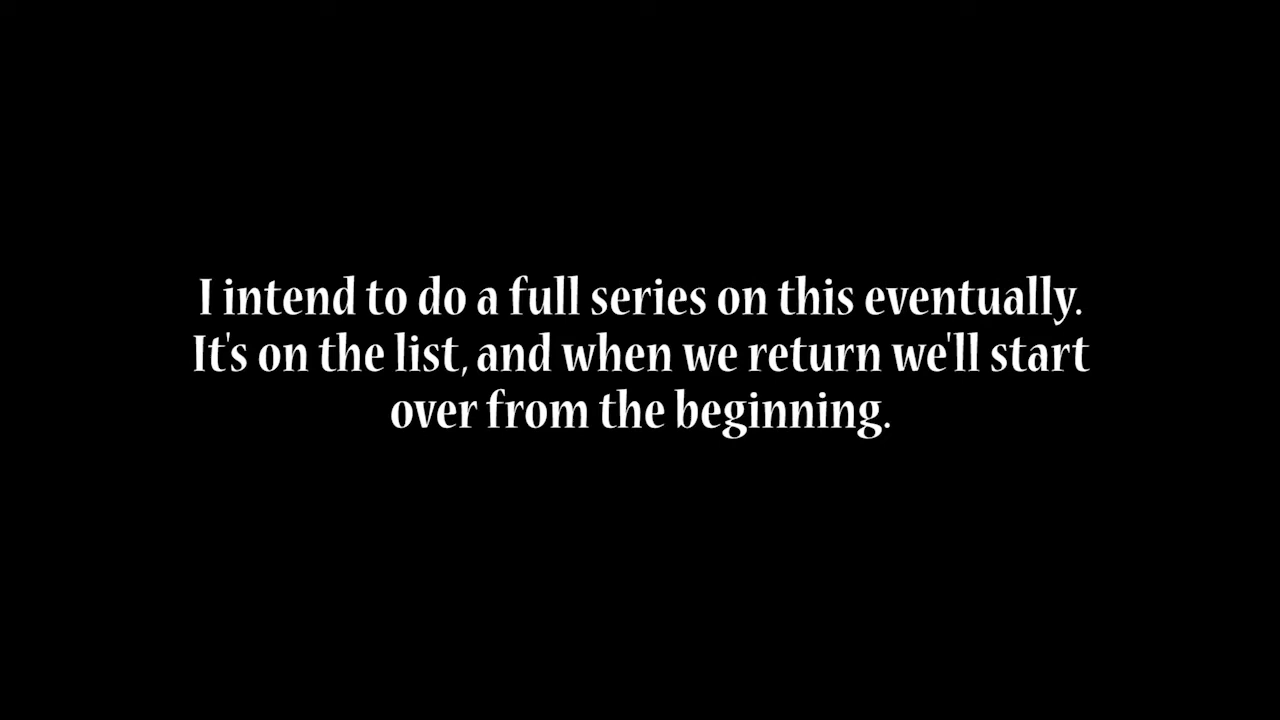 I intend to do a full series on this eventually.
It's on the list, and when we return we'll start
over from the beginning.